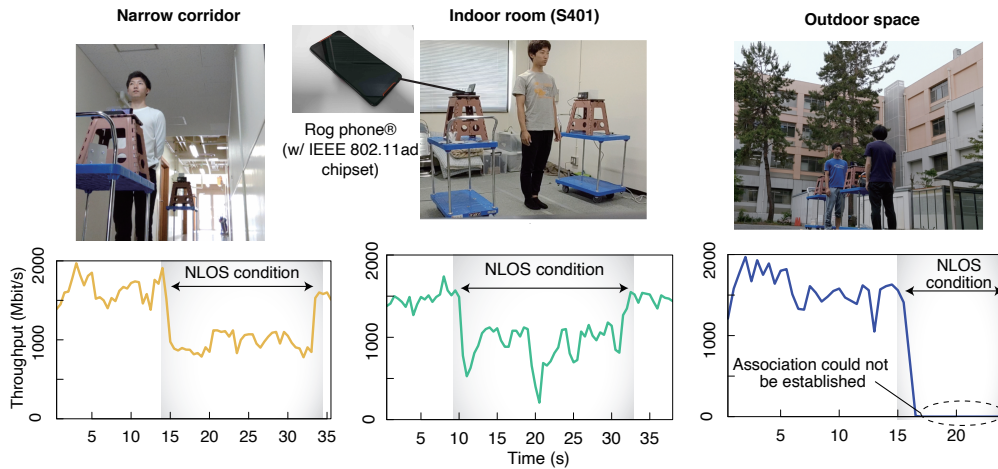 Narrow corridor
Indoor room (S401)
Outdoor space
Rog phone®
(w/ IEEE 802.11ad
chipset)
Throughput (Mbit/s)
2000
1000
0
NLOS condition
5
10
15
20
25
30
35
2000
1000
0
NLOS condition
5
10
15
20
25
30
35
Time (s)
2000
1000
0
NLOS
condition
Association could not
be established
5
10
15
20